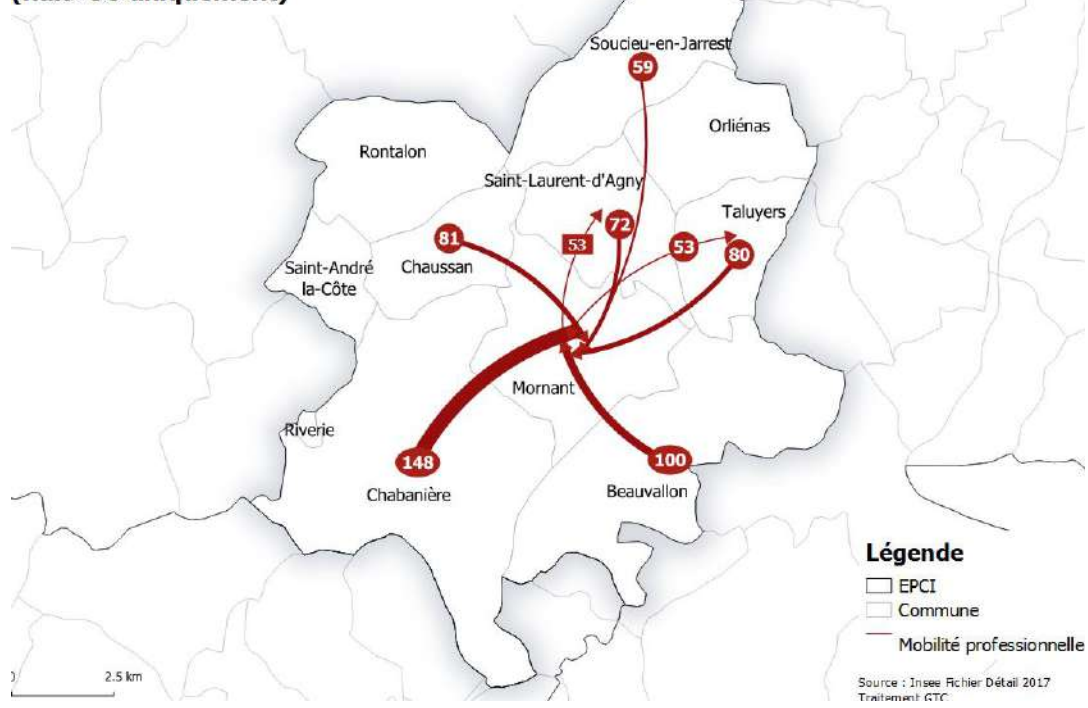 Soucieu-en-Jarrest
59
Orliénas
Rontalon
Saint-Laurent-d'Agny
Taluyers
81
72
53
53
80
Saint-André
la-Côte
Chaussan
Mornant
Riverie
148
100
Chabanière
Beauvallon
Légende
EPCI
Commune
Mobilité professionnelle
0
2.5 km
Source : Insee Fichier Détail 2017
Traitement GTC